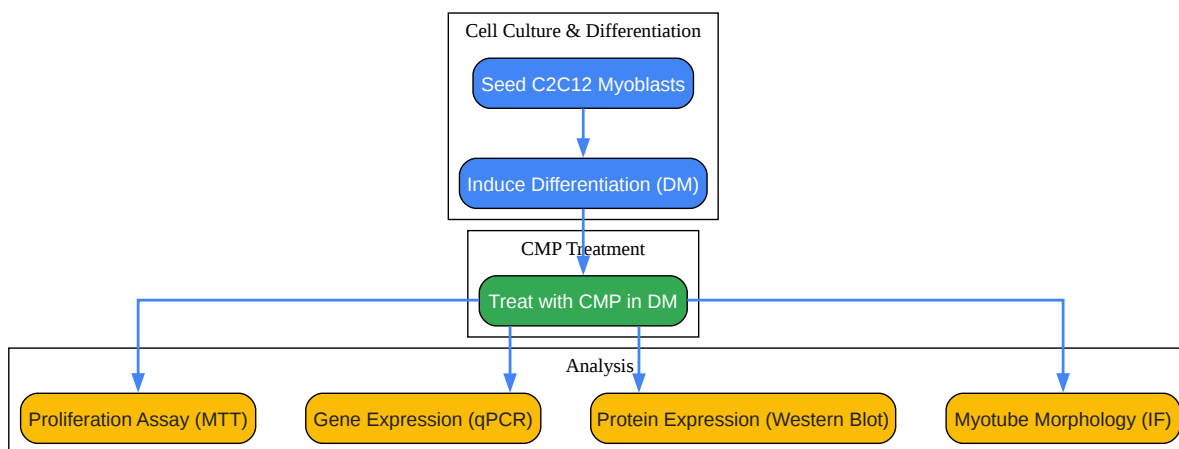 Cell Culture & Differentiation
Seed C2C12 Myoblasts
Induce Differentiation (DM)
CMP Treatment
Treat with CMP in DM
Analysis
Proliferation Assay (MTT)
Gene Expression (qPCR)
Protein Expression (Western Blot)
Myotube Morphology (IF)